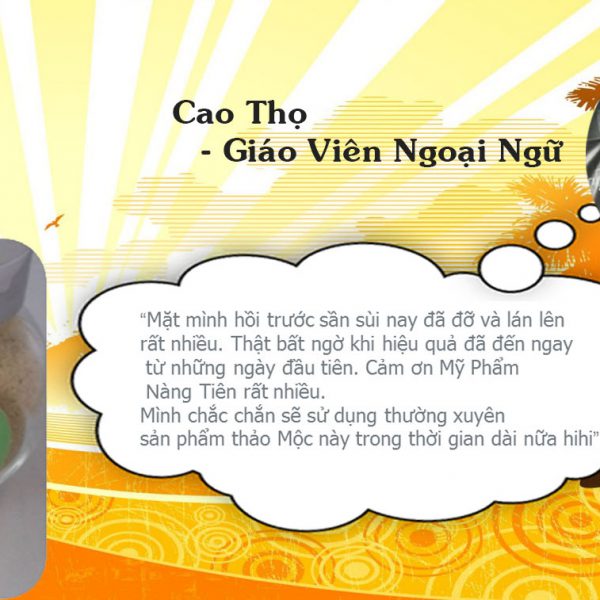 Cao Thọ
- Giáo Viên Ngoại Ngữ
“Mặt mình hồi trước sần sùi nay đã đỡ và lán lên
rất nhiều. Thật bất ngờ khi hiệu quả đã đến ngay
từ những ngày đầu tiên. Cảm ơn Mỹ Phẩm
Nàng Tiên rất nhiều.
Mình chắc chắn sẽ sử dụng thường xuyên
sản phẩm thảo Mộc này trong thời gian dài nữa hihi”